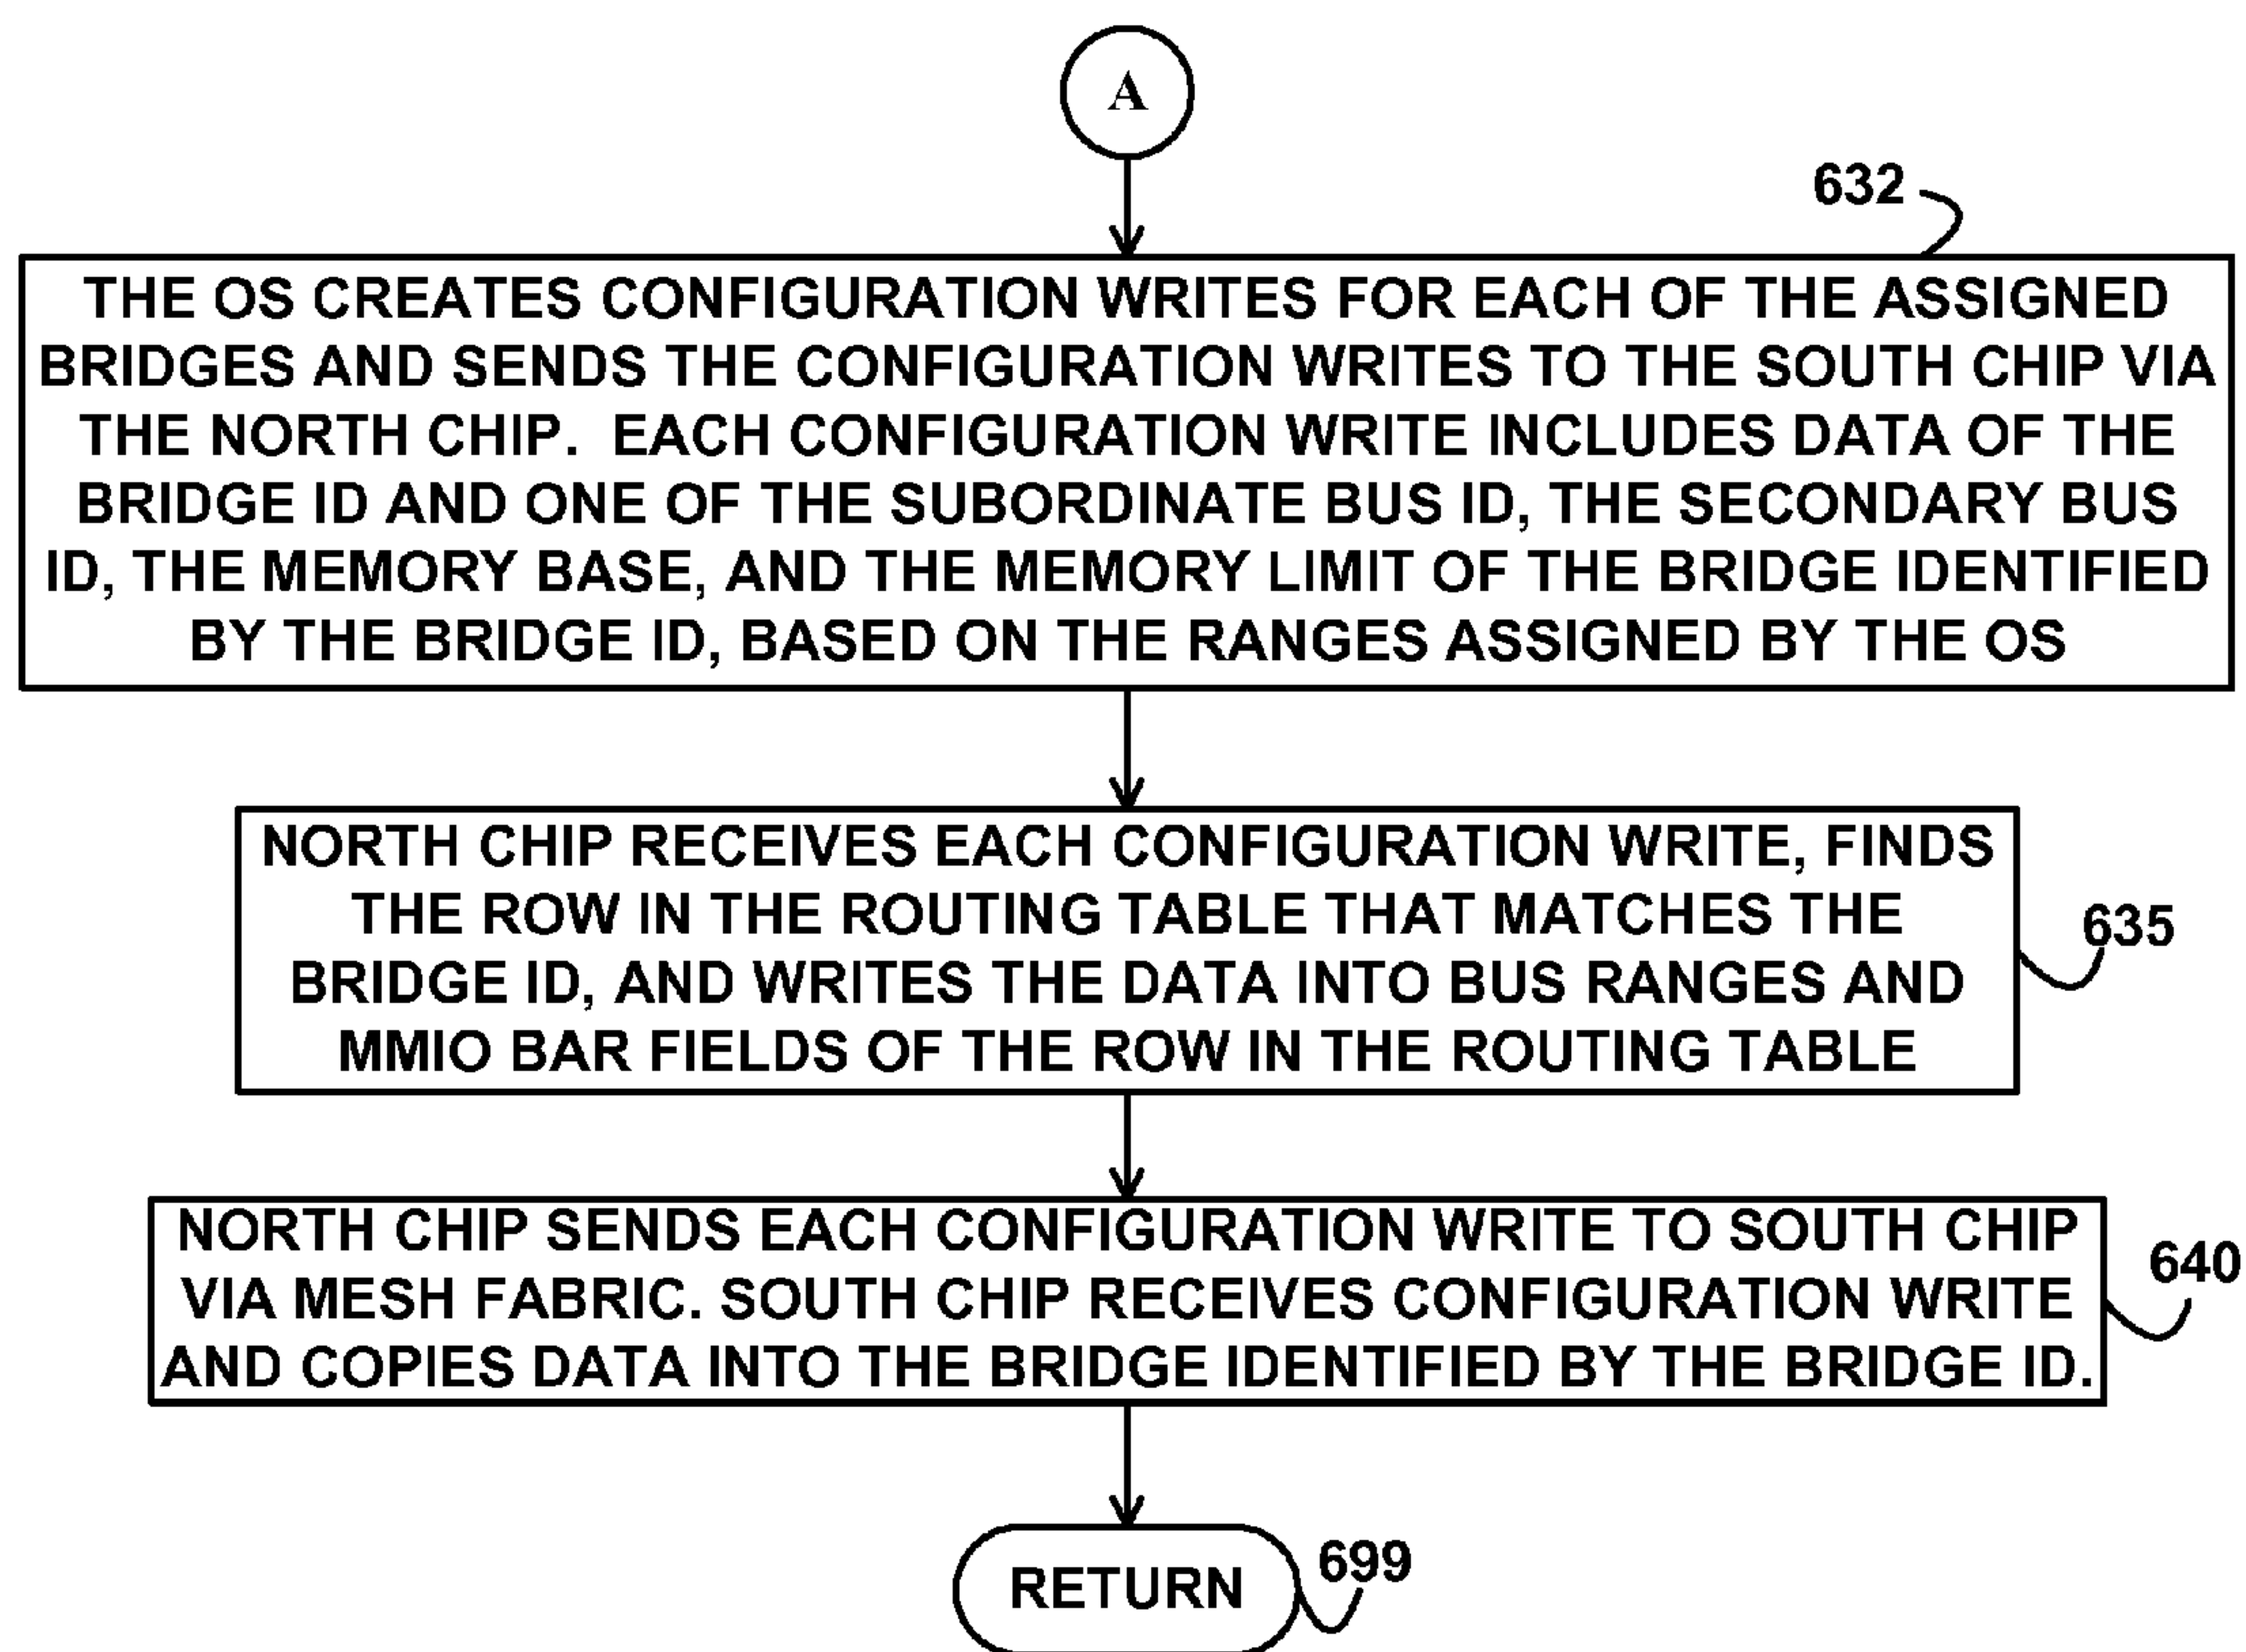 A
632
THE OS CREATES CONFIGURATION WRITES FOR EACH OF THE ASSIGNED
BRIDGES AND SENDS THE CONFIGURATION WRITES TO THE SOUTH CHIP VIA
THE NORTH CHIP. EACH CONFIGURATION WRITE INCLUDES DATA OF THE
BRIDGE ID AND ONE OF THE SUBORDINATE BUS ID, THE SECONDARY BUS
ID, THE MEMORY BASE, AND THE MEMORY LIMIT OF THE BRIDGE IDENTIFIED
BY THE BRIDGE ID, BASED ON THE RANGES ASSIGNED BY THE OS
NORTH CHIP RECEIVES EACH CONFIGURATION WRITE, FINDS
THE ROW IN THE ROUTING TABLE THAT MATCHES THE
BRIDGE ID, AND WRITES THE DATA INTO BUS RANGES AND
MMIO BAR FIELDS OF THE ROW IN THE ROUTING TABLE
635
NORTH CHIP SENDS EACH CONFIGURATION WRITE TO SOUTH CHIP
VIA MESH FABRIC. SOUTH CHIP RECEIVES CONFIGURATION WRITE
AND COPIES DATA INTO THE BRIDGE IDENTIFIED BY THE BRIDGE ID.
640
RETURN
699